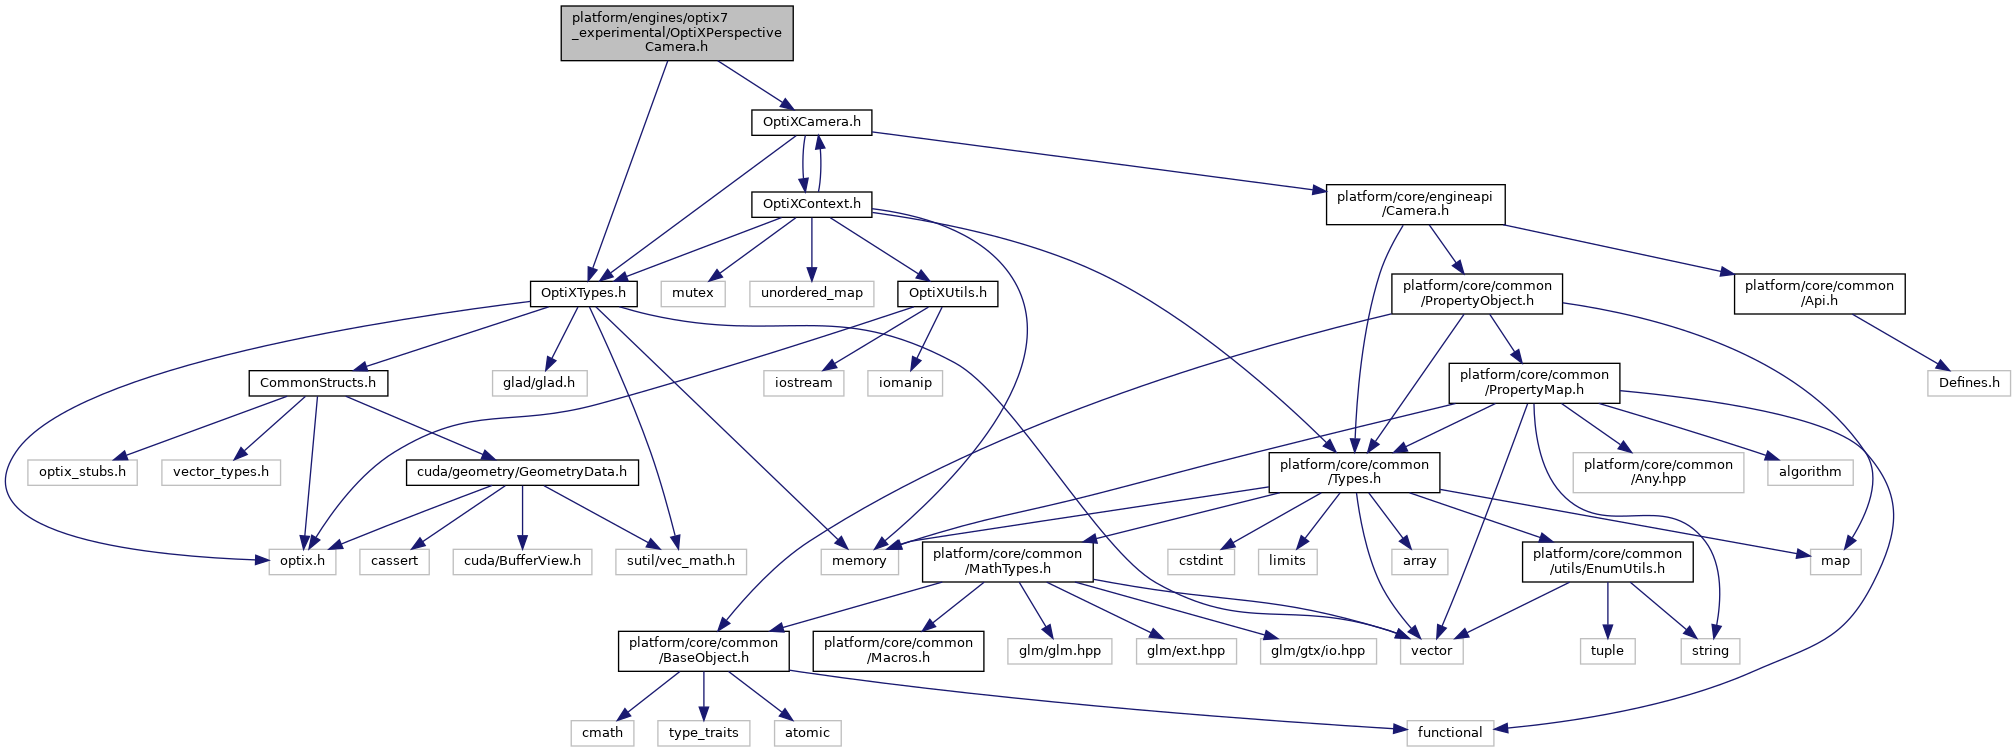 platform/engines/optix7
_experimental/OptiXPerspective
Camera.h
OptiXCamera.h
platform/core/engineapi
/Camera.h
OptiXContext.h
platform/core/common
/PropertyObject.h
platform/core/common
/Api.h
OptiXTypes.h
mutex
unordered_map
OptiXUtils.h
platform/core/common
/PropertyMap.h
CommonStructs.h
glad/glad.h
iostream
iomanip
Defines.h
optix_stubs.h
vector_types.h
cuda/geometry/GeometryData.h
platform/core/common
/Types.h
platform/core/common
/Any.hpp
algorithm
optix.h
cassert
cuda/BufferView.h
sutil/vec_math.h
memory
platform/core/common
/MathTypes.h
cstdint
limits
array
platform/core/common
/utils/EnumUtils.h
map
platform/core/common
/BaseObject.h
platform/core/common
/Macros.h
glm/glm.hpp
glm/ext.hpp
glm/gtx/io.hpp
vector
tuple
string
cmath
type_traits
atomic
functional